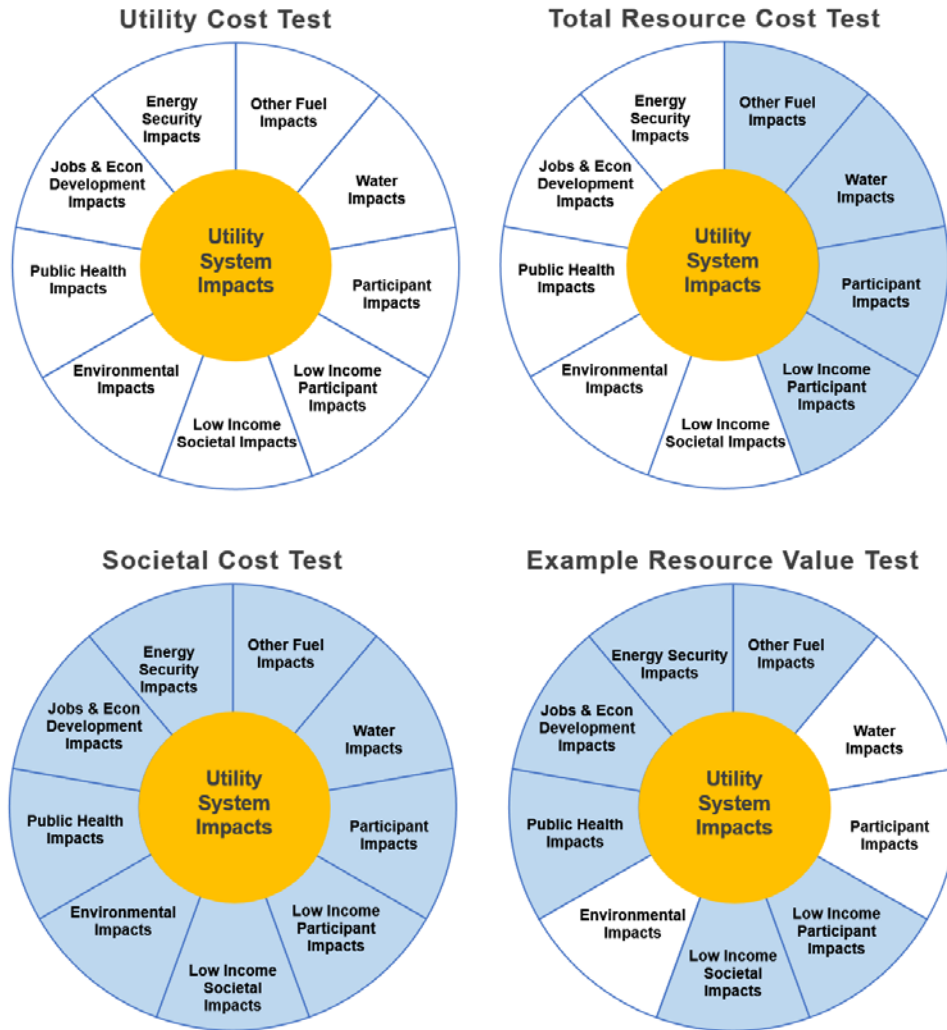 Utility Cost Test
Energy
Security
Impacts
Other Fuel
Impacts
Jobs & Econ
Development
Impacts
Water
Impacts
Utility
System
Impacts
Public Health
Impacts
Participant
Impacts
Environmental
Impacts
Low Income
Participant
Impacts
Low Income
Societal Impacts
Total Resource Cost Test
Energy
Security
Impacts
Other Fuel
Impacts
Jobs & Econ
Development
Impacts
Water
Impacts
Utility
System
Impacts
Public Health
Impacts
Participant
Impacts
Environmental
Impacts
Low Income
Participant
Impacts
Low Income
Societal Impacts
Societal Cost Test
Energy
Security
Impacts
Other Fuel
Impacts
Jobs & Econ
Development
Impacts
Water
Impacts
Utility
System
Impacts
Public Health
Impacts
Participant
Impacts
Environmental
Impacts
Low Income
Participant
Impacts
Low Income
Societal
Impacts
Example Resource Value Test
Energy Security
Impacts
Other Fuel
Impacts
Jobs & Econ
Development
Impacts
Water
Impacts
Utility
System
Impacts
Public Health
Impacts
Participant
Impacts
Environmental
Impacts
Low Income
Participant
Impacts
Low Income
Societal
Impacts